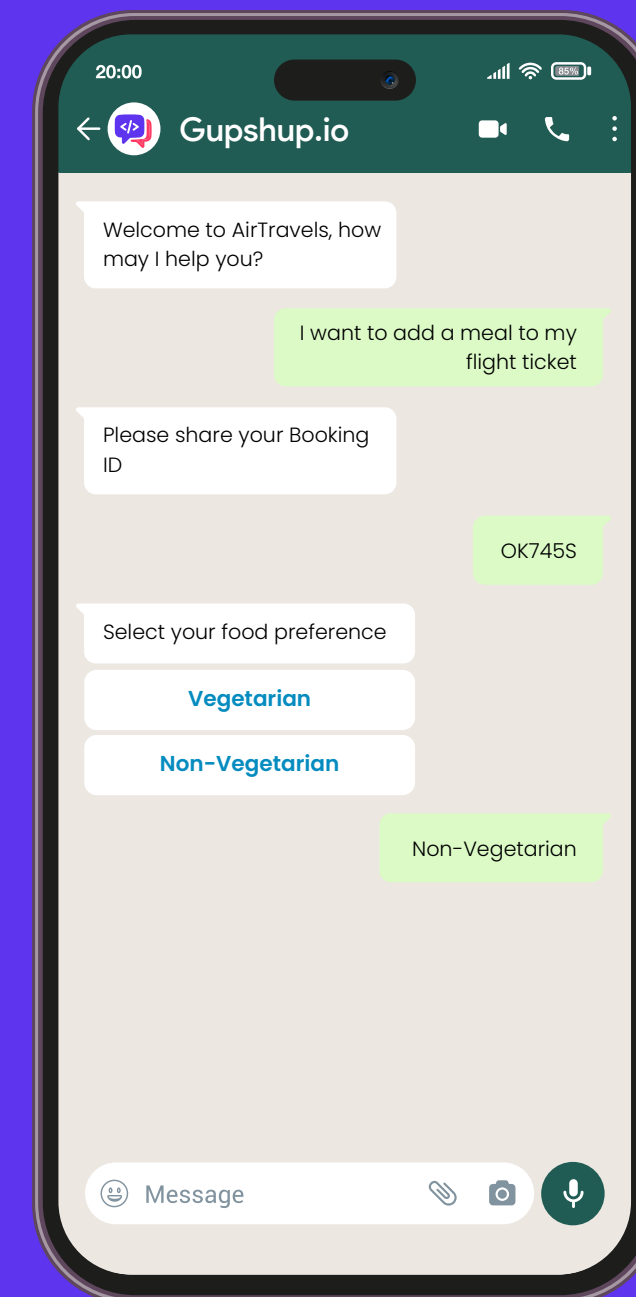 20:00
85%
</>
Gupshup.io
Welcome to AirTravels, how
may I help you?
I want to add a meal to my
flight ticket
Please share your Booking
ID
OK745S
Select your food preference
Vegetarian
Non-Vegetarian
Non-Vegetarian
Message